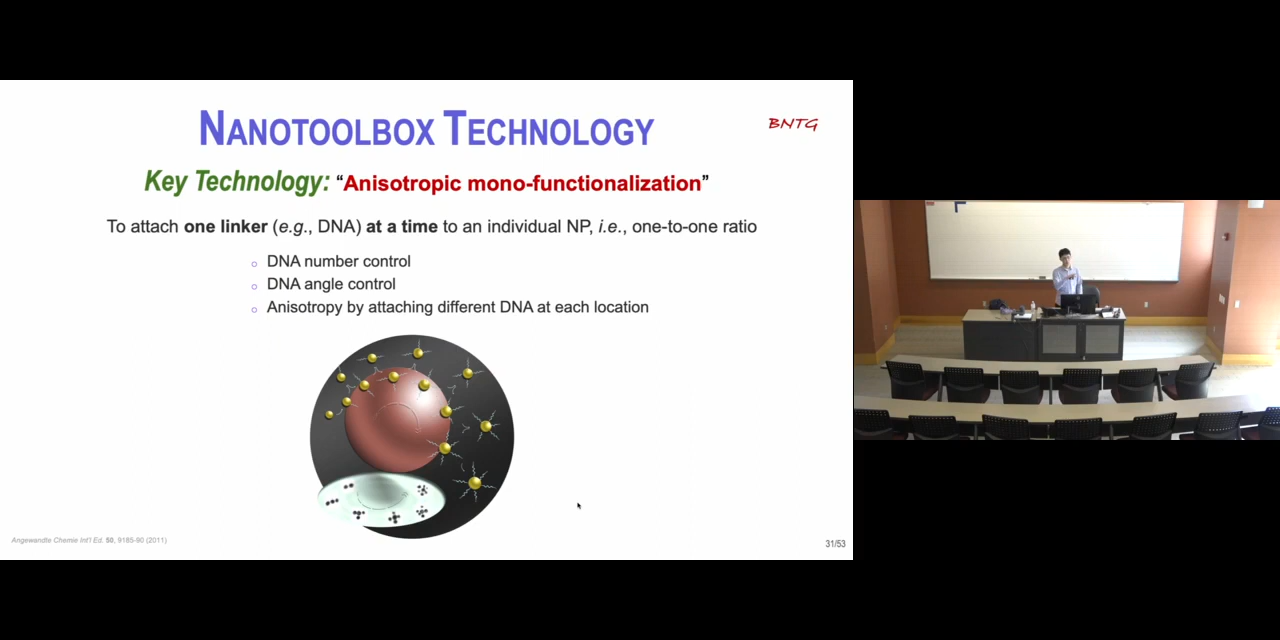 NANOTOOLBOX TECHNOLOGY
BNTG
Key Technology: “Anisotropic mono-functionalization”
To attach one linker (e.g., DNA) at a time to an individual NP, i.e., one-to-one ratio
DNA number control
DNA angle control
Anisotropy by attaching different DNA at each location
Angewandte Chemie Int'l Ed. 50, 9185-90 (2011)
31/53